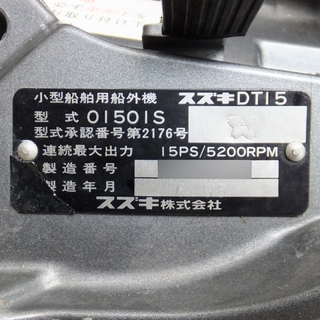 小型船舶用船外機 スズキDT15
型式 01501S
型式承認番号第2176号
連続最大出力 15PS/5200RPM
製造番号
製造年月
スズキ株式会社